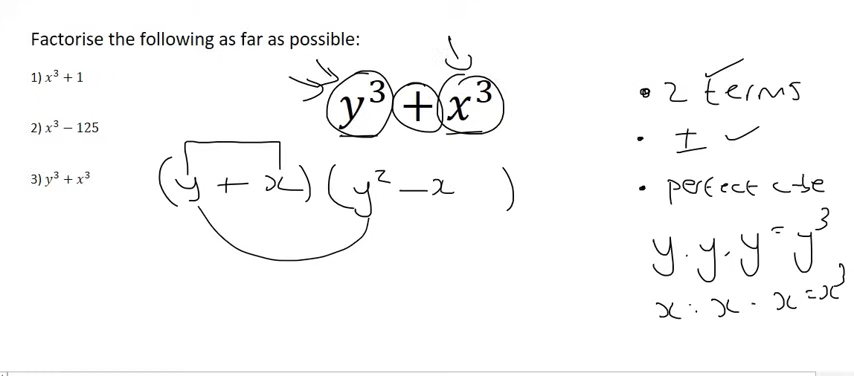 Factorise the following as far as possible:
1) x³ + 1
2) x³ – 125
3) y³ + x³
y³ + x³
(y + x) (y² – x )
• 2 terms ✓
• ± ✓
• perfect cube
y · y · y = y³
x · x · x = x³